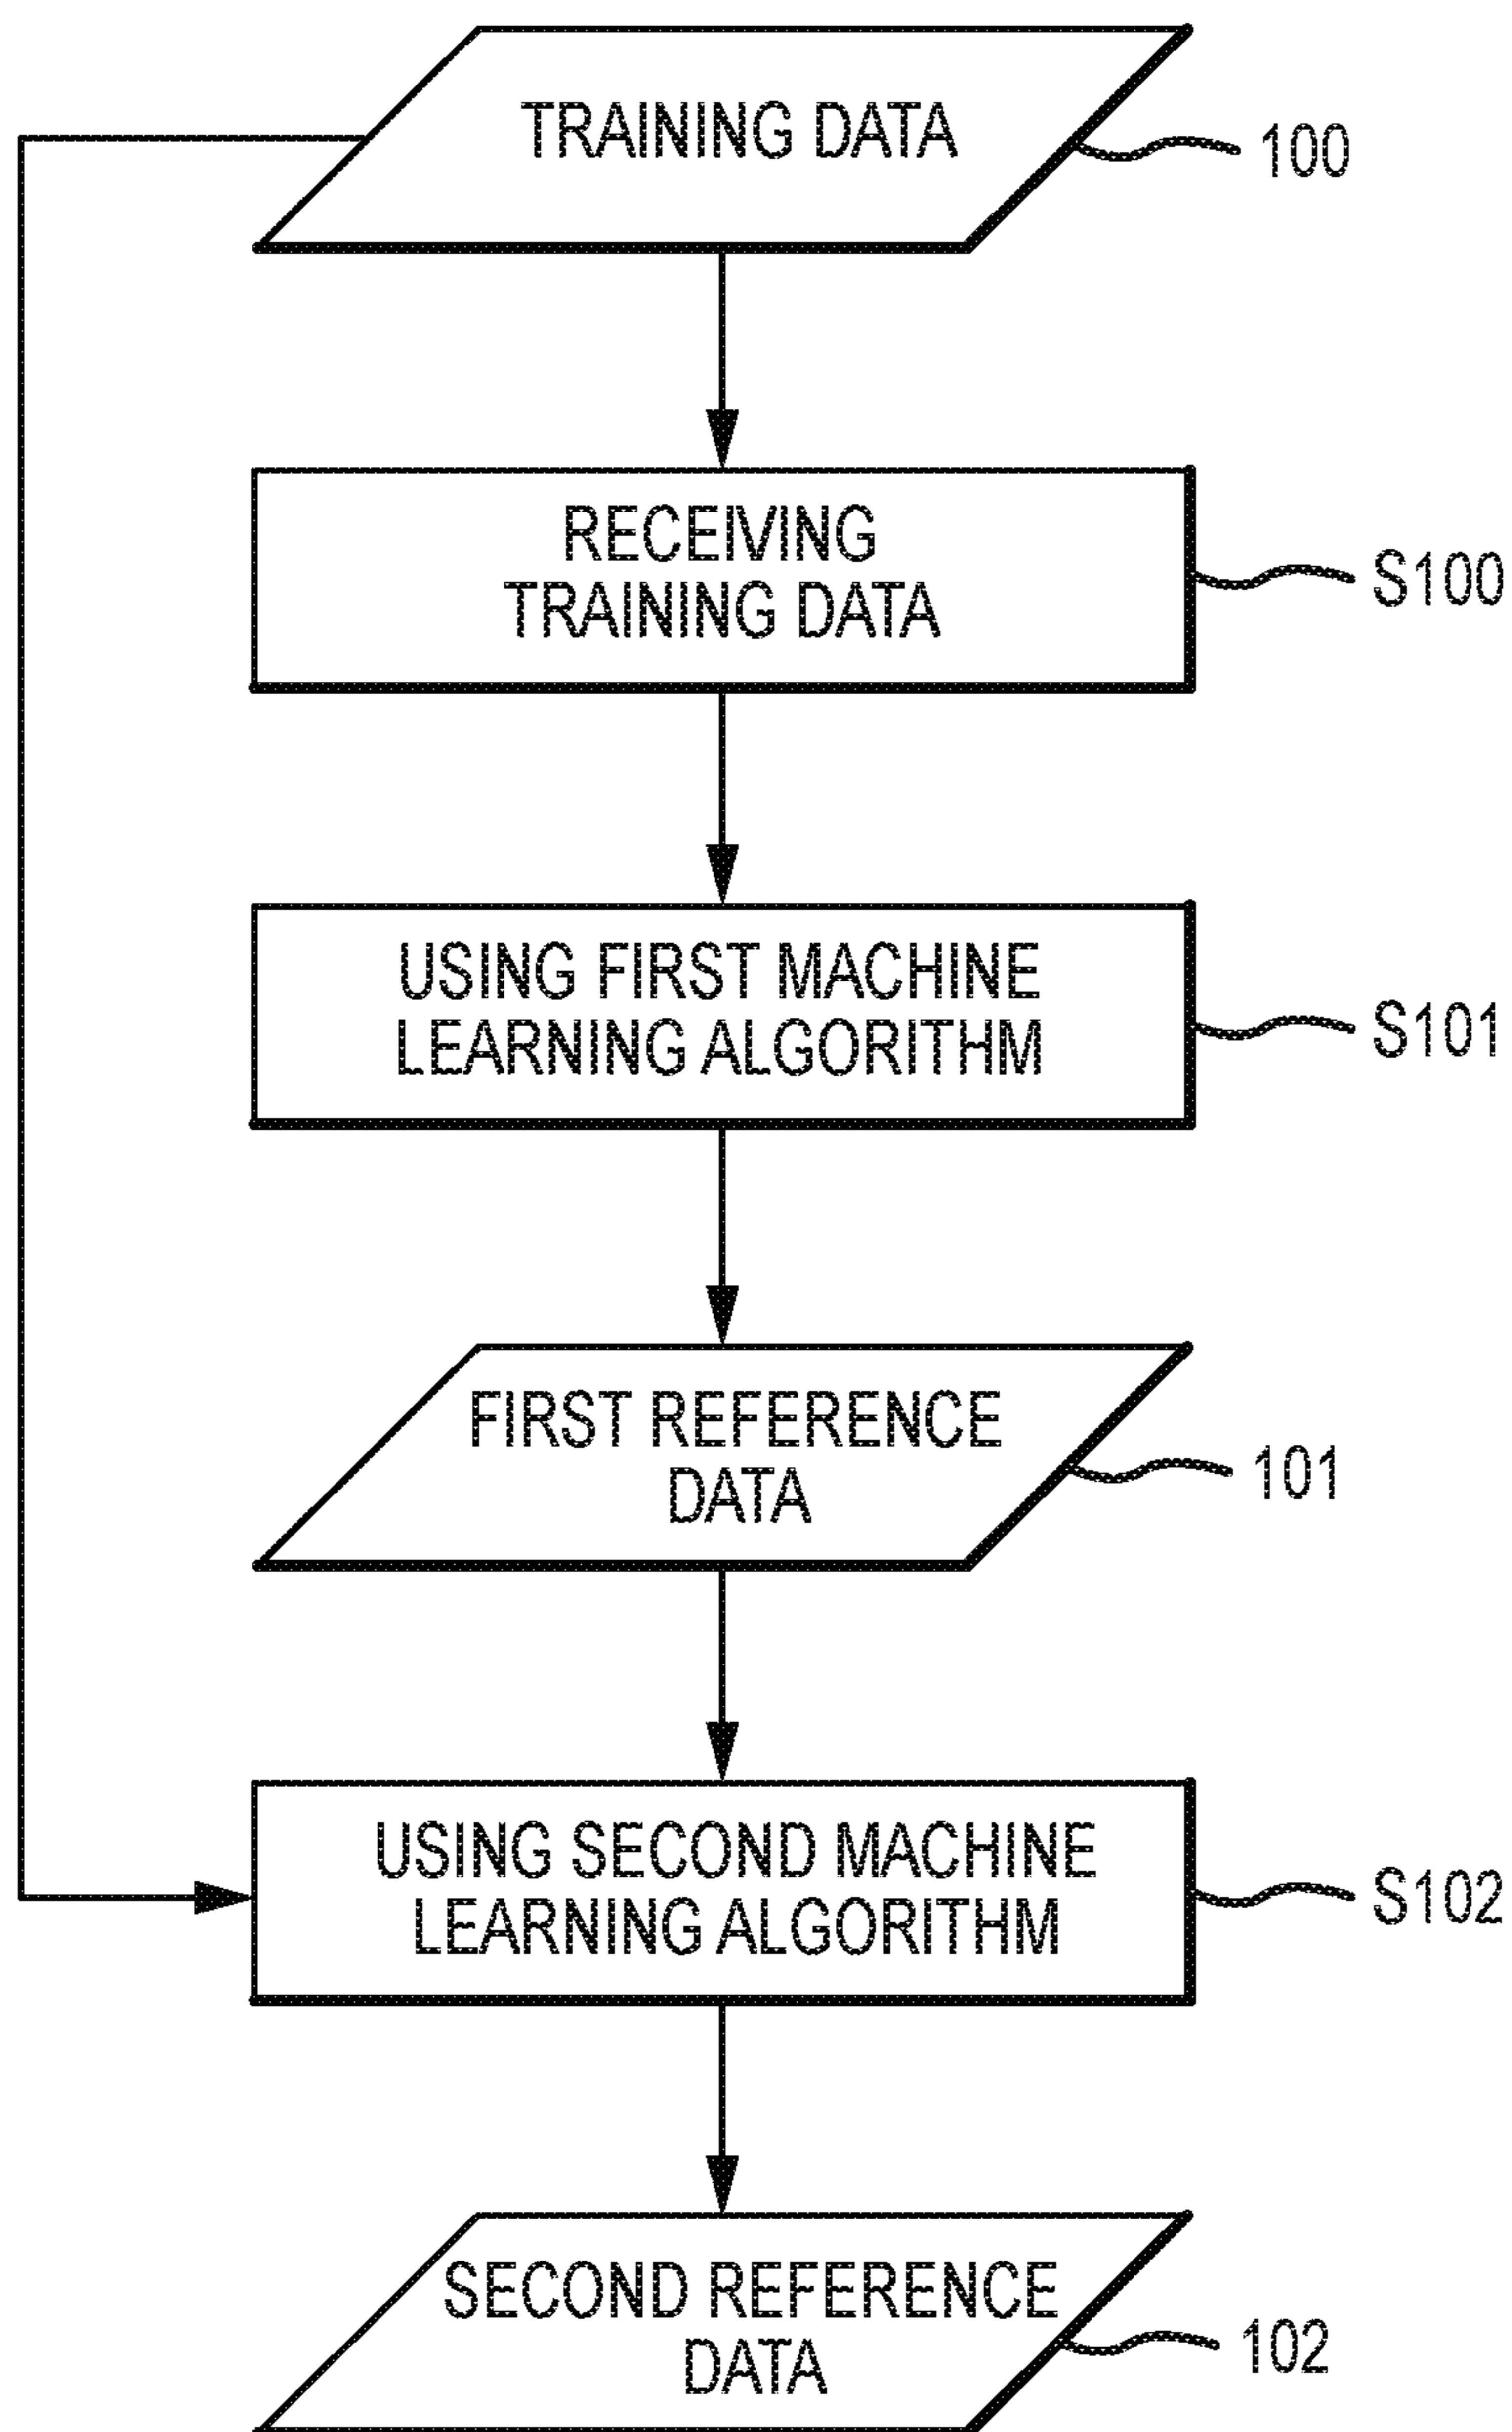 TRAINING DATA
100
RECEIVING
TRAINING DATA
S100
USING FIRST MACHINE
LEARNING ALGORITHM
S101
FIRST REFERENCE
DATA
101
USING SECOND MACHINE
LEARNING ALGORITHM
S102
SECOND REFERENCE
DATA
102